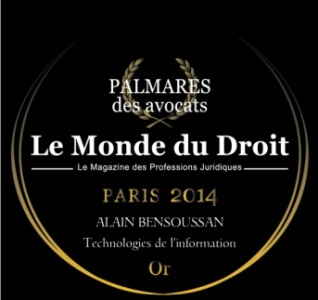 PALMARES
des avocats
Le Monde du Droit
Le Magazine des Professions Juridiques
PARIS 2014
ALAIN BENSOUSSAN
Technologies de l'information
Or